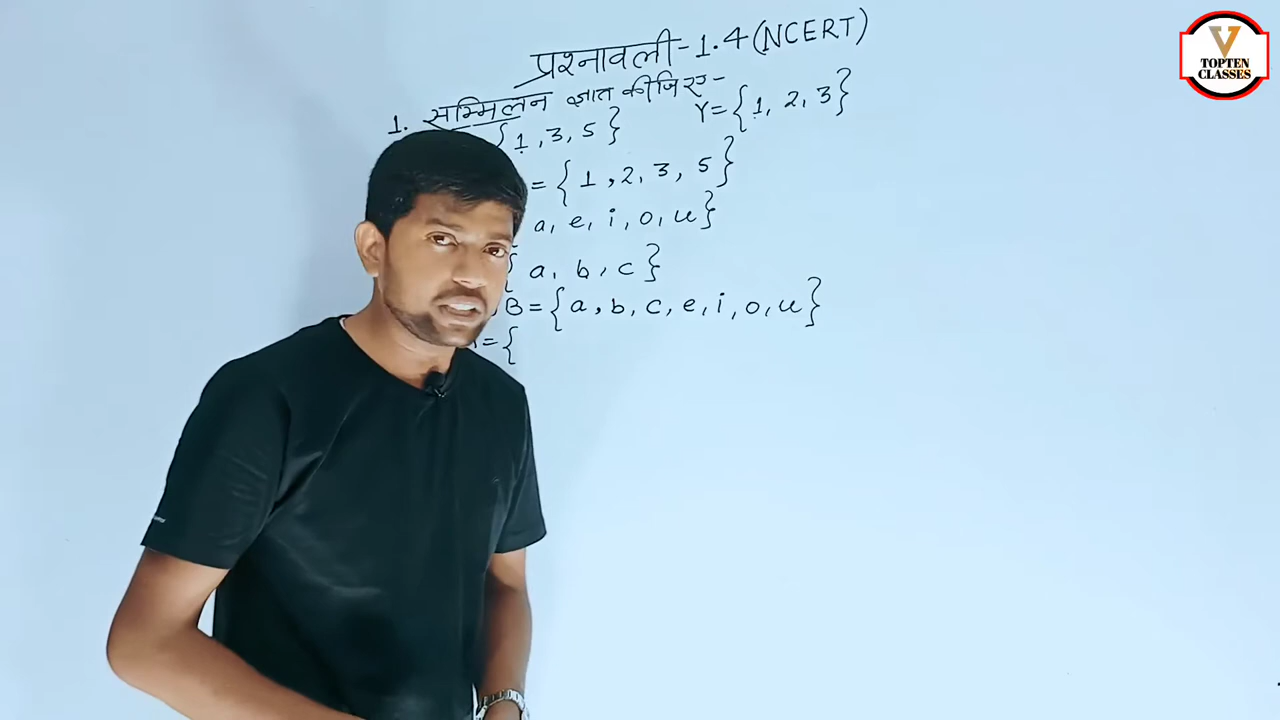 प्रश्नावली-1.4 (NCERT)
1. सम्मिलन ज्ञात कीजिए-
{1, 3, 5} Y={1, 2, 3}
={1, 2, 3, 5}
a, e, i, o, u}
{a, b, c}
B={a, b, c, e, i, o, u}
={
V
TOPTEN
CLASSES